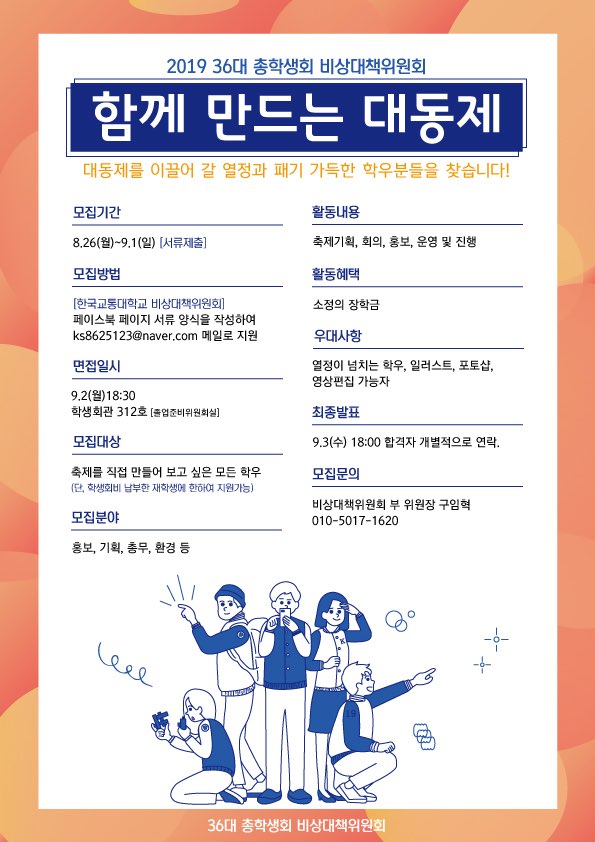 2019 36대 총학생회 비상대책위원회
함께 만드는 대동제
대동제를 이끌어 갈 열정과 패기 가득한 학우분들을 찾습니다!
모집기간
8.26(월)~9.1(일) [서류제출]
모집방법
[한국교통대학교 비상대책위원회]
페이스북 페이지 서류 양식을 작성하여
ks8625123@naver.com 메일로 지원
면접일시
9.2(월)18:30
학생회관 312호 [졸업준비위원회실]
모집대상
축제를 직접 만들어 보고 싶은 모든 학우
(단, 학생회비 납부한 재학생에 한하여 지원가능)
모집분야
홍보, 기획, 총무, 환경 등
활동내용
축제기획, 회의, 홍보, 운영 및 진행
활동혜택
소정의 장학금
우대사항
열정이 넘치는 학우, 일러스트, 포토샵,
영상편집 가능자
최종발표
9.3(수) 18:00 합격자 개별적으로 연락.
모집문의
비상대책위원회 부 위원장 구임혁
010-5017-1620
K
19
36대 총학생회 비상대책위원회